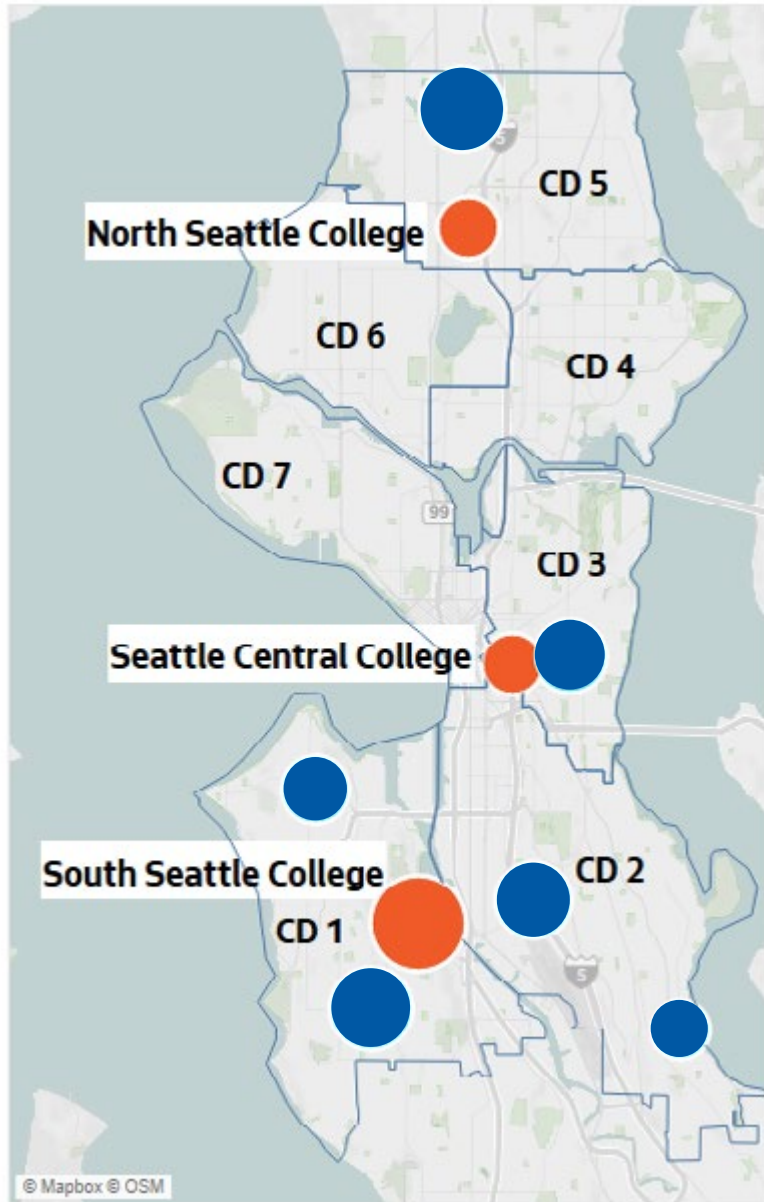 5
CD 5
North Seattle College
CD 6
CD 4
CD 7
99
CD 3
Seattle Central College
South Seattle College
CD 2
CD 1
5
© Mapbox © OSM